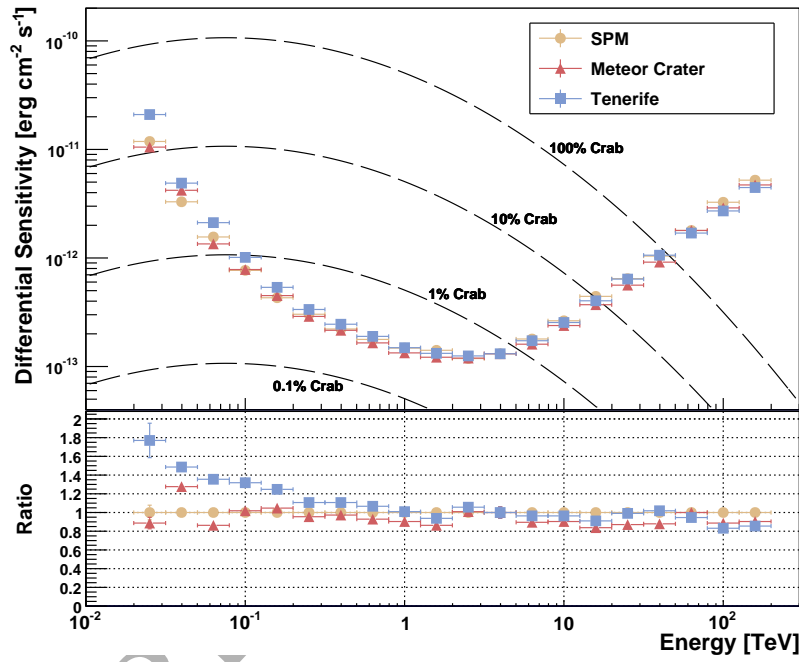 Differential Sensitivity [erg cm⁻² s⁻¹]
10⁻¹⁰
10⁻¹¹
10⁻¹²
10⁻¹³
SPM
Meteor Crater
Tenerife
100% Crab
10% Crab
1% Crab
0.1% Crab
Ratio
2
1.8
1.6
1.4
1.2
1
0.8
0.6
0.4
0.2
0
10⁻² 10⁻¹ 1 10 10²
Energy [TeV]